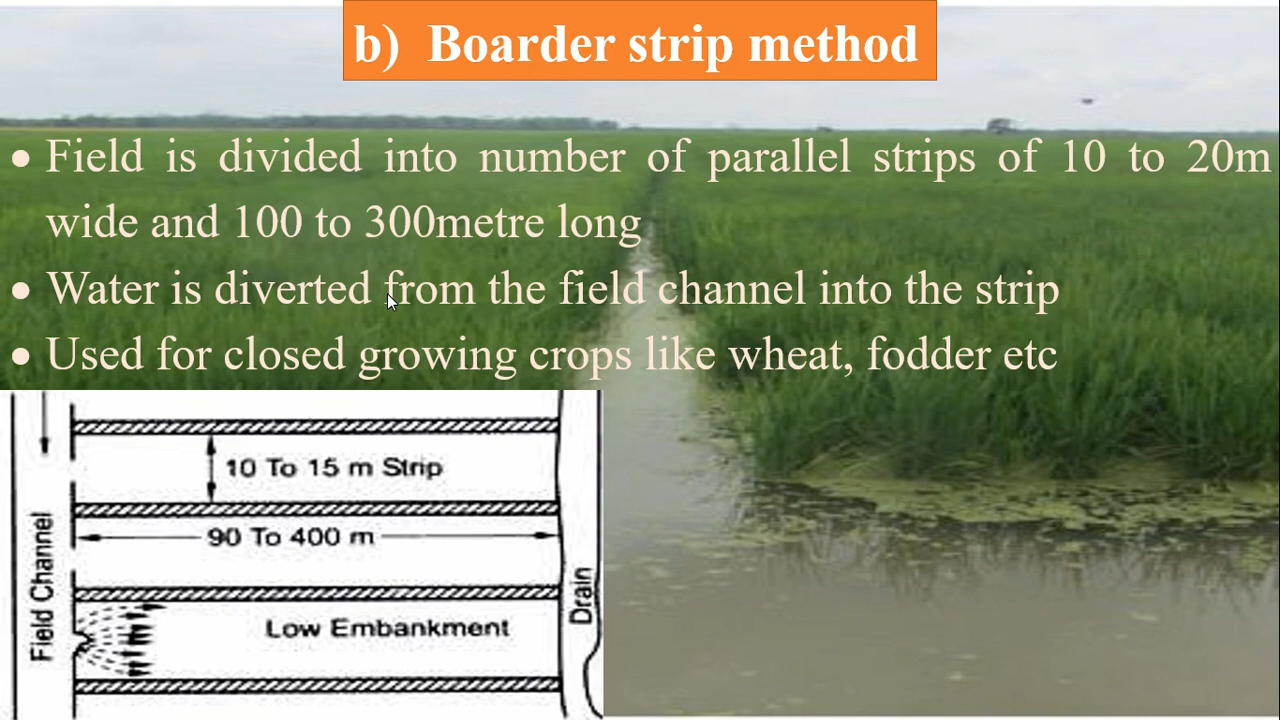 b) Boarder strip method
• Field is divided into number of parallel strips of 10 to 20m
wide and 100 to 300metre long
• Water is diverted from the field channel into the strip
• Used for closed growing crops like wheat, fodder etc
10 To 15 m Strip
90 To 400 m
Field Channel
Low Embankment
Drain